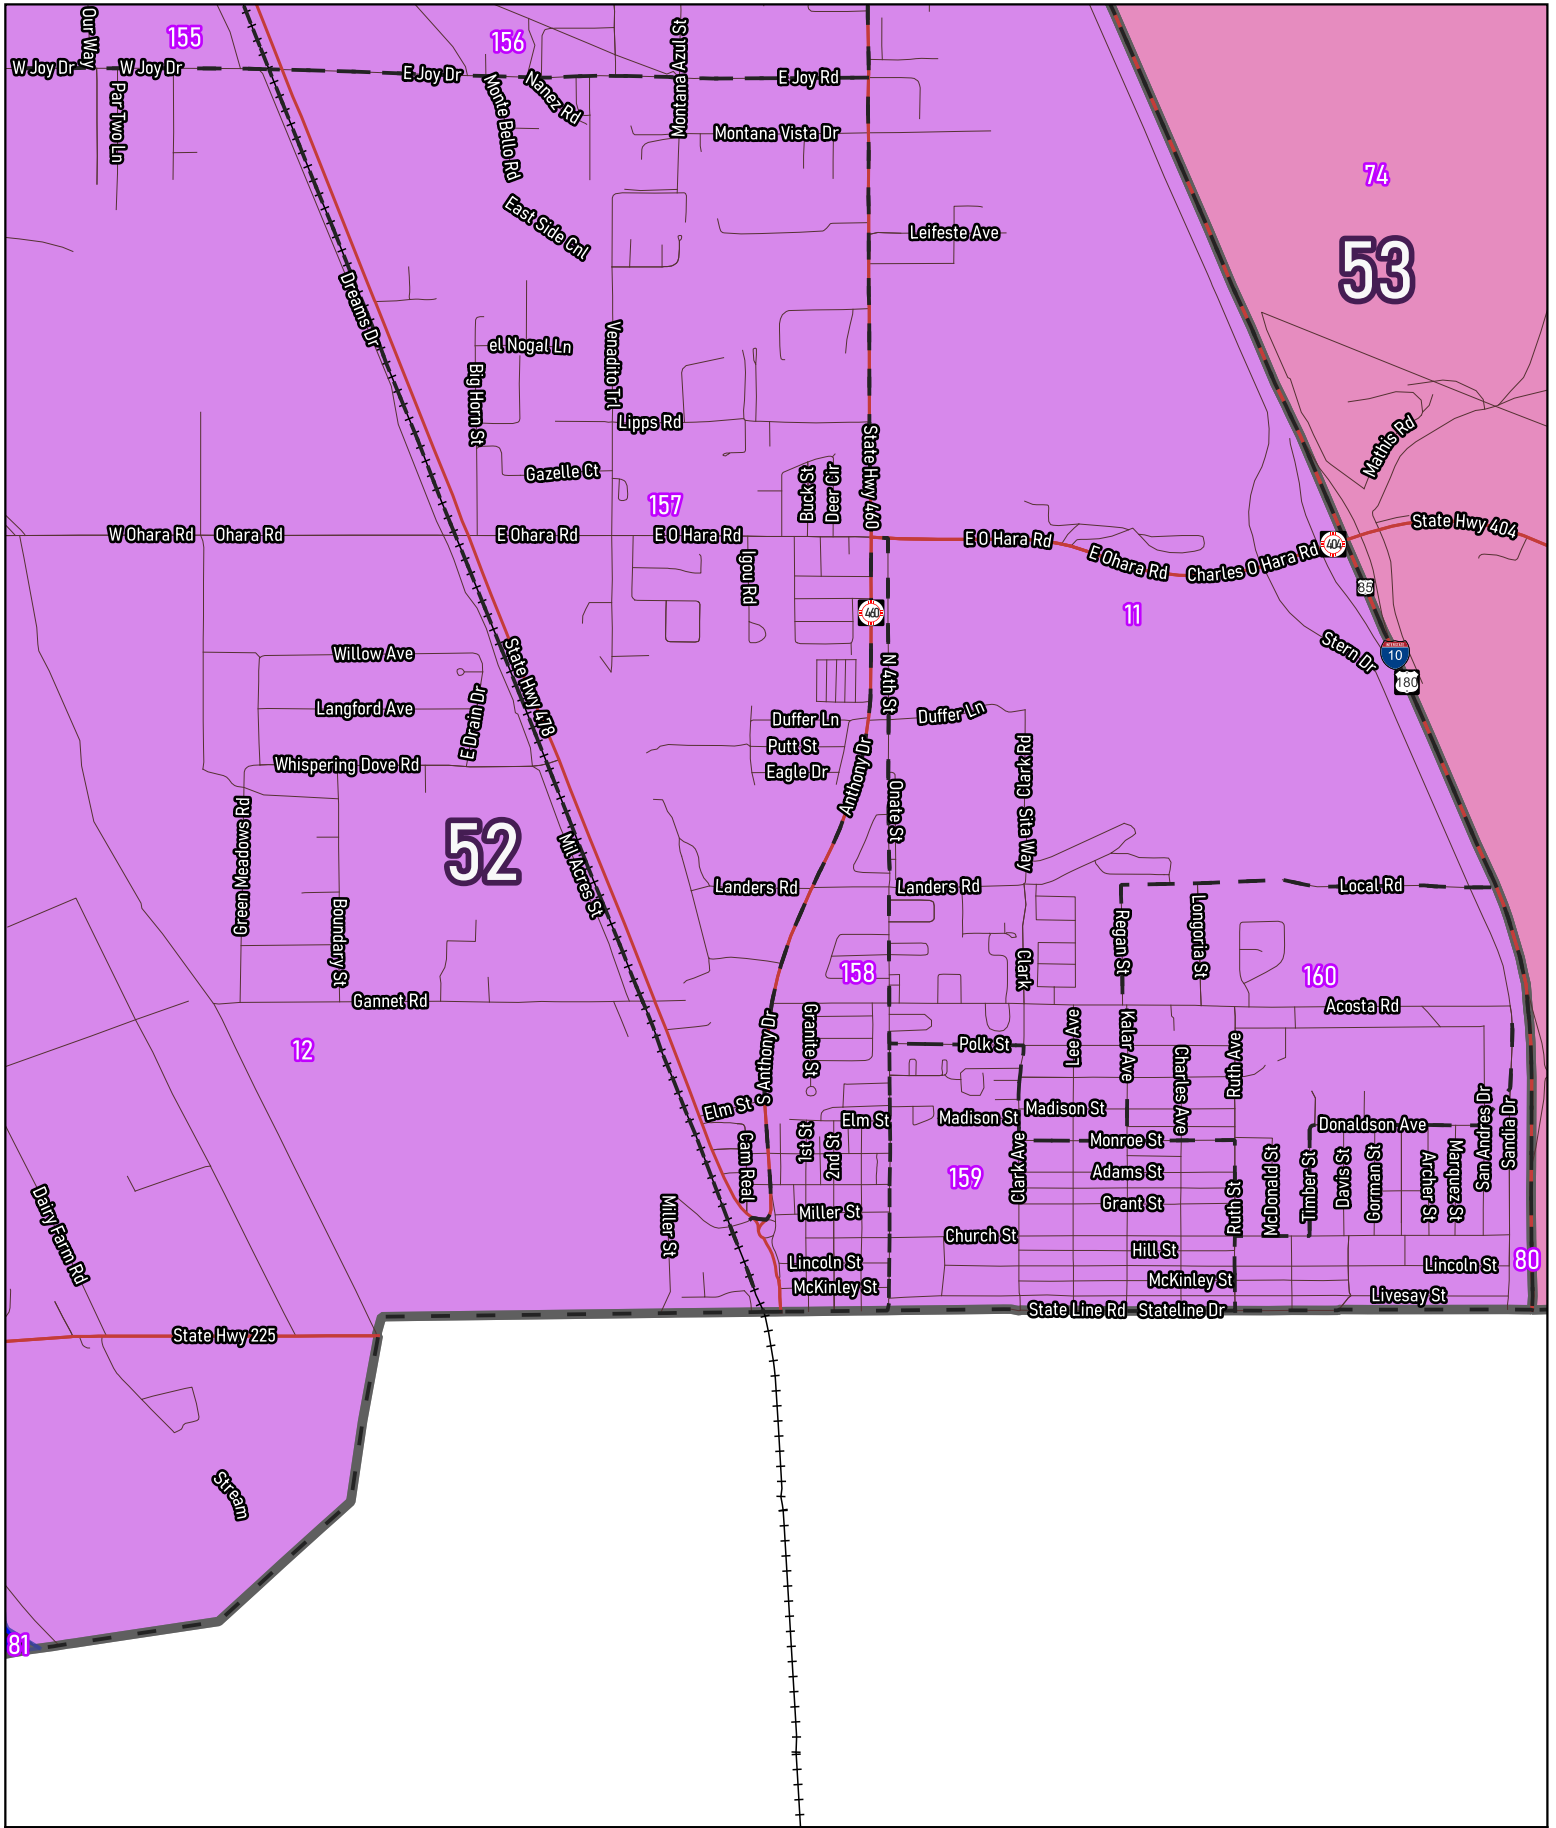 Our Way
155
156
Montana Azul St
W Joy Dr
W Joy Dr
E Joy Dr
E Joy Rd
Par Two Ln
Monte Bello Rd
Nanez Rd
Montana Vista Dr
74
East Side Cnl
Leifeste Ave
53
Dreams Dr
el Nogal Ln
Venadito Trl
Big Horn St
Lipps Rd
Mathis Rd
State Hwy 460
Gazelle Ct
Buck St
Deer Cir
157
W Ohara Rd
Ohara Rd
E Ohara Rd
E O Hara Rd
E O Hara Rd
State Hwy 404
404
E Ohara Rd
Charles O Hara Rd
Igou Rd
85
460
11
Willow Ave
State Hwy 478
N 4th St
Stern Dr
INTERSTATE
10
180
Langford Ave
E Drain Dr
Duffer Ln
Duffer Ln
Putt St
Anthony Dr
ClarkRd
Whispering Dove Rd
Eagle Dr
Green Meadows Rd
52
Mil Acres St
Onate St
Sita Way
Landers Rd
Landers Rd
Local Rd
Boundary St
Regan St
Longoria St
Clark
158
160
Gannet Rd
Acosta Rd
12
S Anthony Dr
Granite St
Polk St
Lee Ave
Kalar Ave
Charles Ave
Ruth Ave
Elm St
Elm St
Madison St
Madison St
Donaldson Ave
San Andres Dr
Sandia Dr
Cam Real
1st St
2nd St
Clark Ave
Monroe St
Adams St
159
Grant St
Ruth St
McDonald St
Timber St
Davis St
Gorman St
Archer St
Marquez St
Dairy Farm Rd
Miller St
Miller St
Church St
Hill St
Lincoln St
Lincoln St
80
McKinley St
McKinley St
Livesay St
State Line Rd
Stateline Dr
State Hwy 225
Stream
81